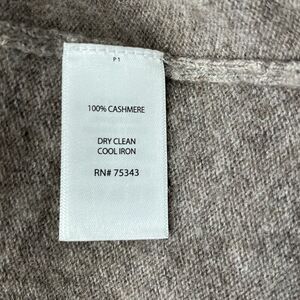 P1
100% CASHMERE
DRY CLEAN
COOL IRON
RN# 75343